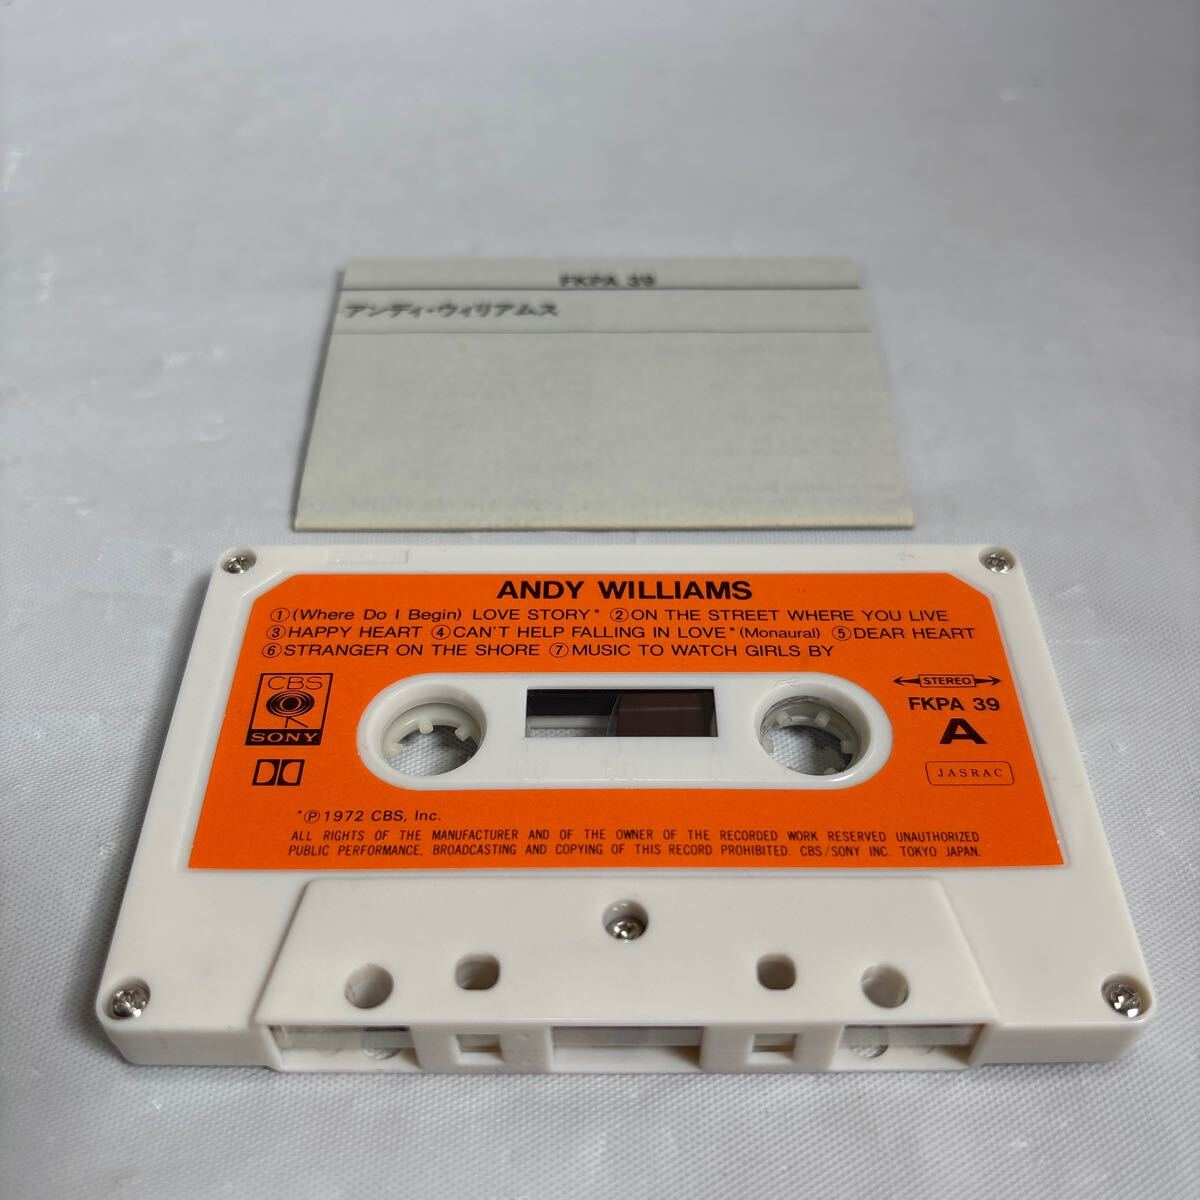 FKPA 39
アンディ・ウィリアムス
ANDY WILLIAMS
①(Where Do I Begin) LOVE STORY* ②ON THE STREET WHERE YOU LIVE
③HAPPY HEART ④CAN'T HELP FALLING IN LOVE*(Monaural) ⑤DEAR HEART
⑥STRANGER ON THE SHORE ⑦MUSIC TO WATCH GIRLS BY
CBS
SONY
STEREO
FKPA 39
A
JASRAC
*Ⓟ1972 CBS, Inc.
ALL RIGHTS OF THE MANUFACTURER AND OF THE OWNER OF THE RECORDED WORK RESERVED UNAUTHORIZED
PUBLIC PERFORMANCE, BROADCASTING AND COPYING OF THIS RECORD PROHIBITED. CBS/SONY INC. TOKYO JAPAN.